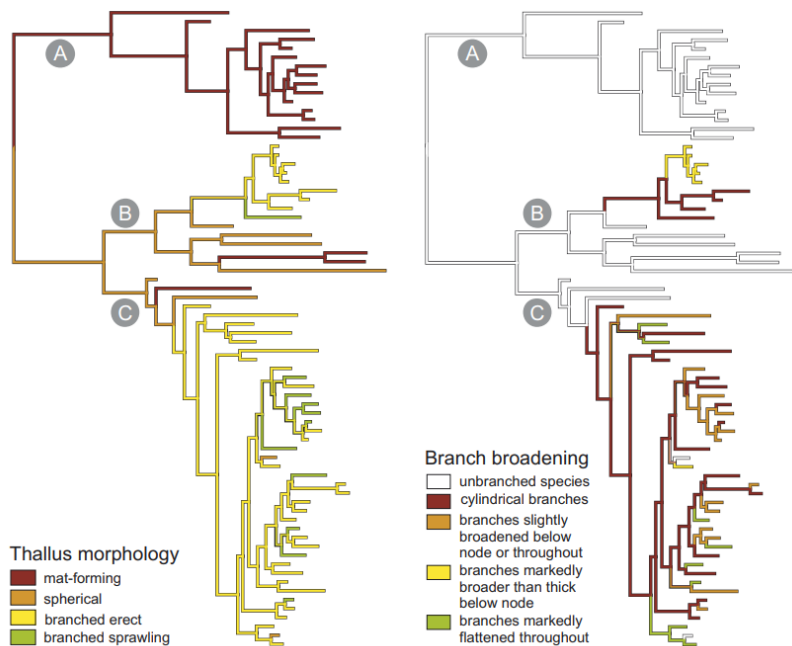 A
A
B
B
C
C
Thallus morphology
mat-forming
spherical
branched erect
branched sprawling
Branch broadening
unbranched species
cylindrical branches
branches slightly
broadened below
node or throughout
branches markedly
broader than thick
below node
branches markedly
flattened throughout